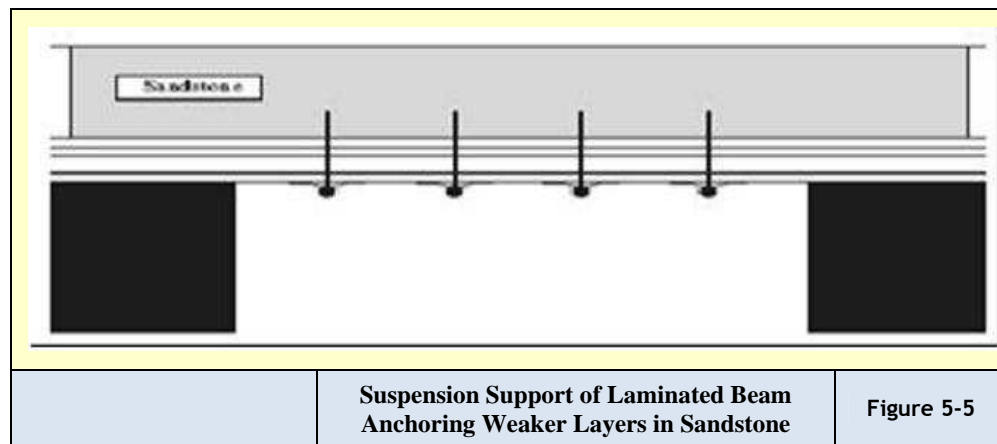 Sandstone
Suspension Support of Laminated Beam
Anchoring Weaker Layers in Sandstone
Figure 5-5